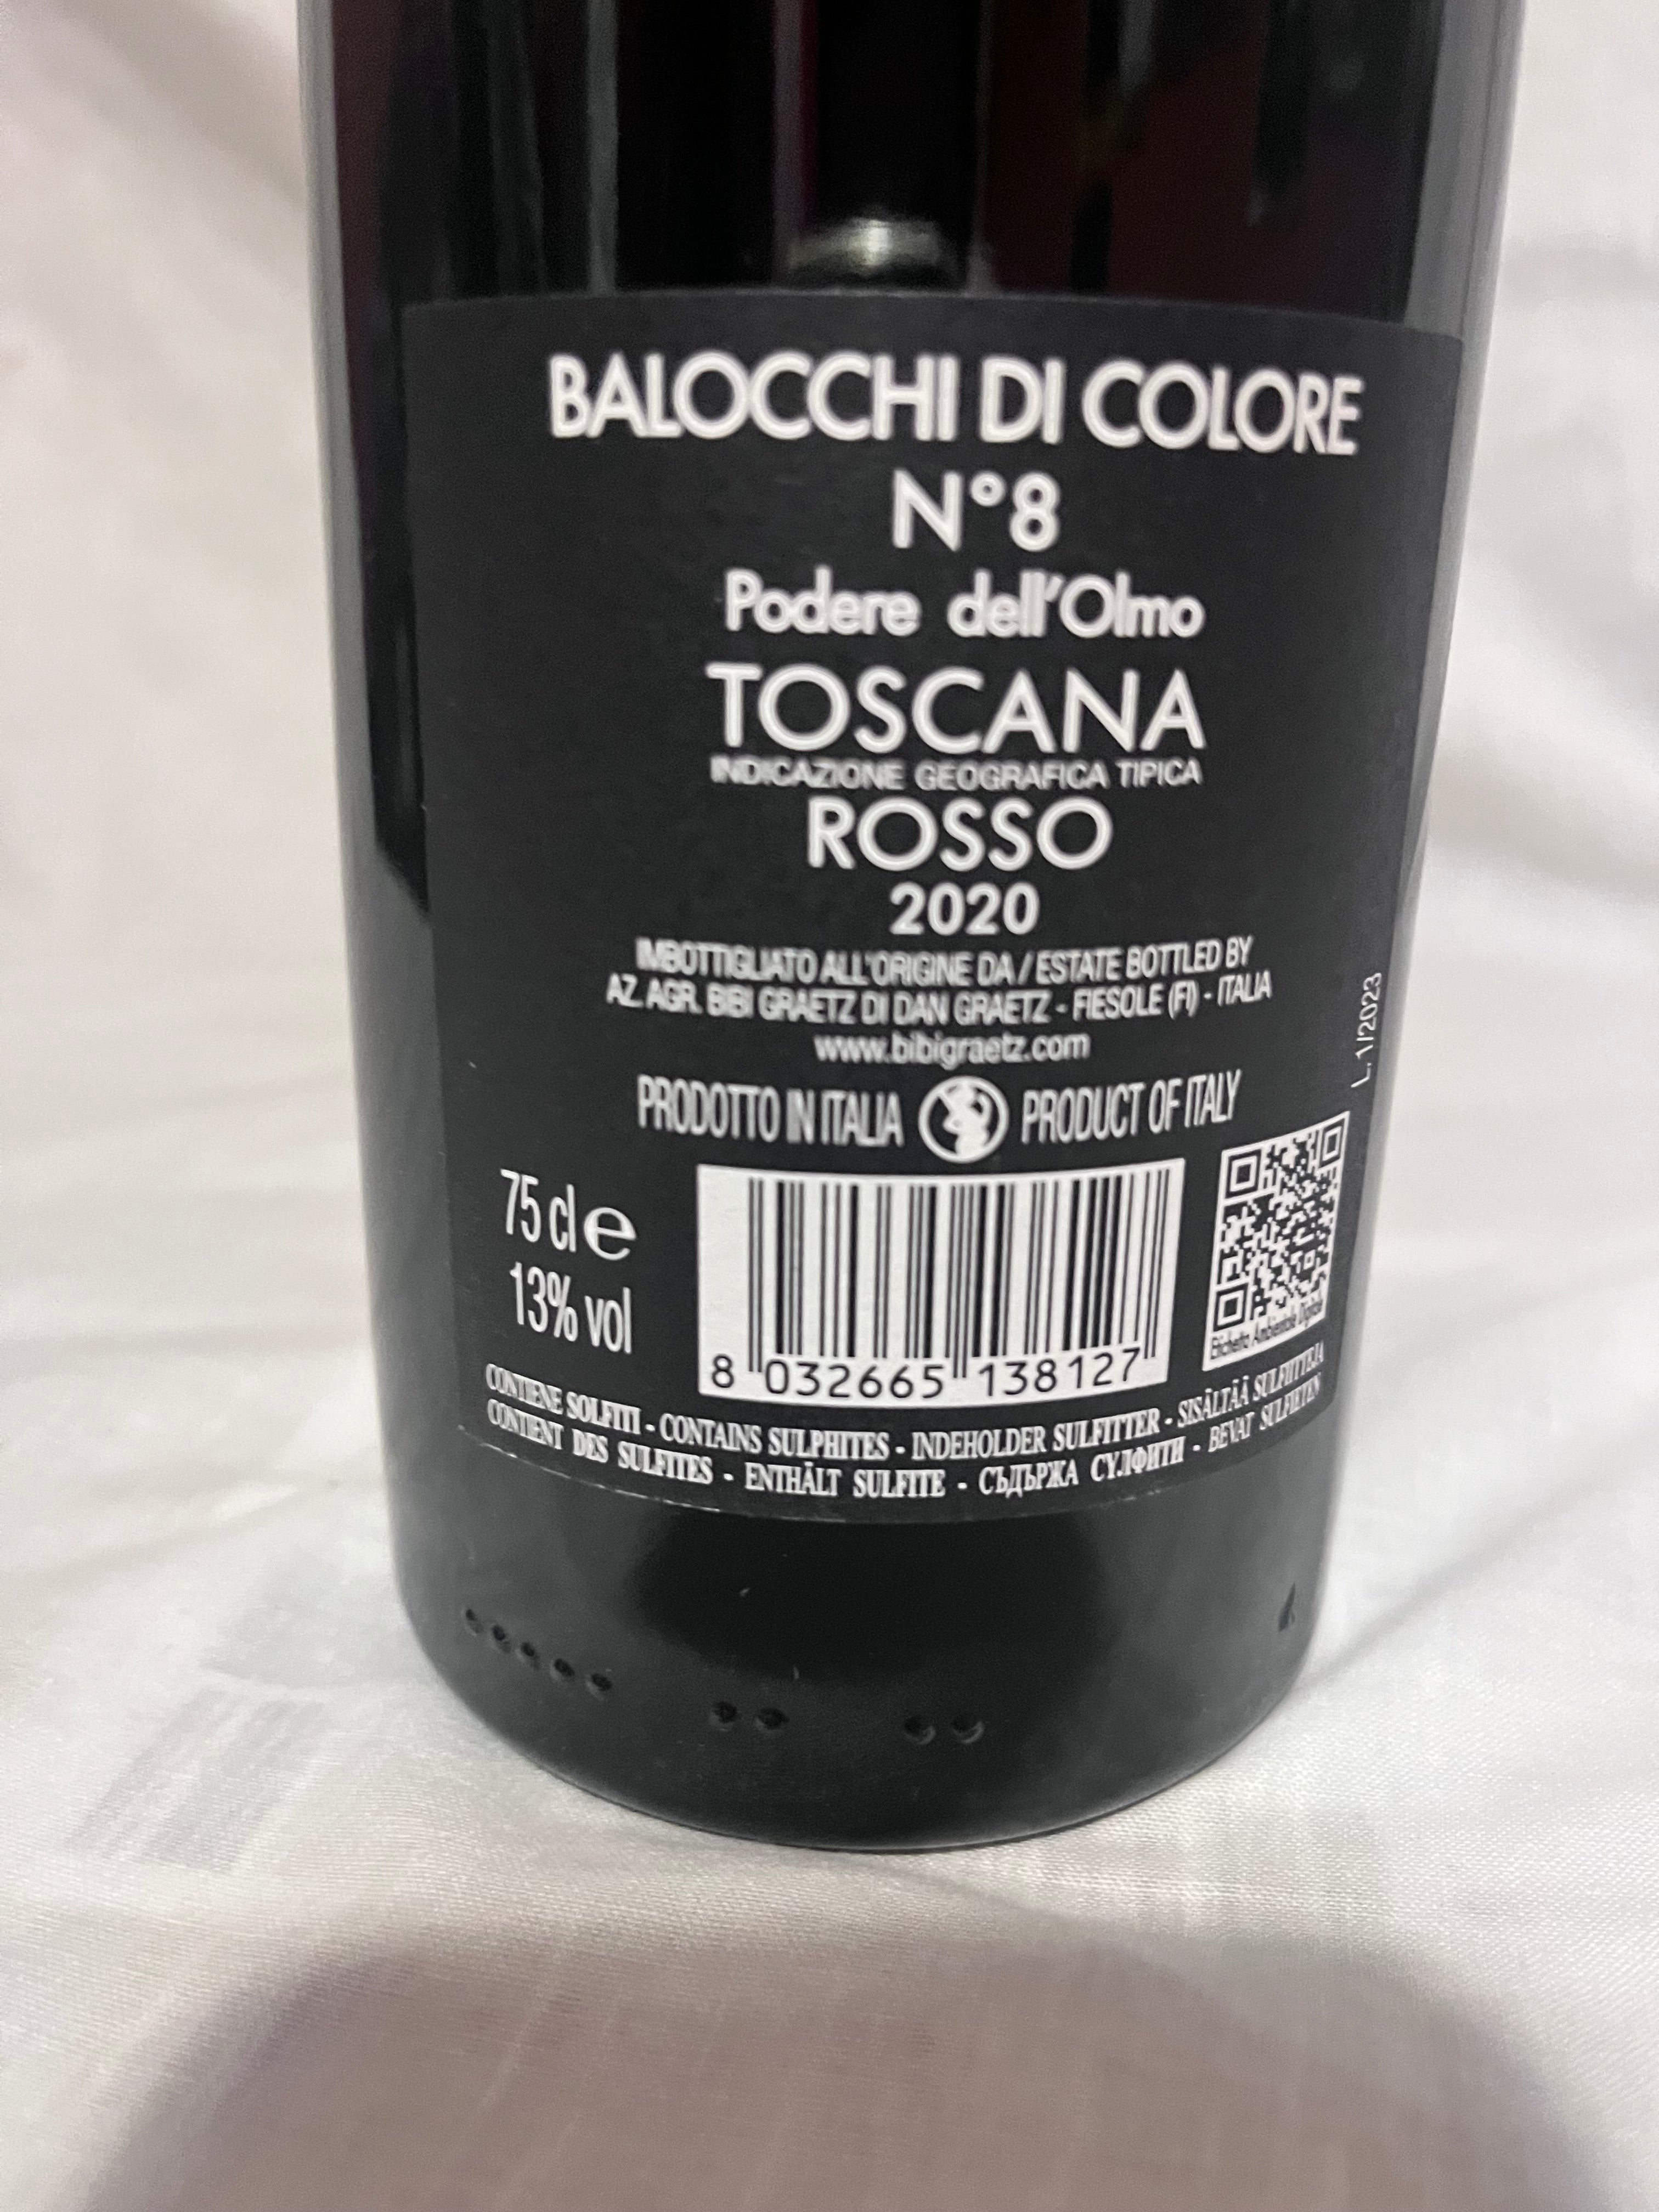 BALOCCHI DI COLORE
N°8
Podere dell'Olmo
TOSCANA
INDICAZIONE GEOGRAFICA TIPICA
ROSSO
2020
IMBOTTIGLIATO ALL'ORIGINE DA / ESTATE BOTTLED BY
AZ. AGR. BIBI GRAETZ DI DAN GRAETZ - FIESOLE (FI) - ITALIA
www.bibigraetz.com
L. 1/2023
PRODOTTO IN ITALIA PRODUCT OF ITALY
75 cl e
13% vol
8 032665 138127
Etichetta Ambientale Digitale
CONTIENE SOLFITI - CONTAINS SULPHITES - INDEHOLDER SULFITTER - SISÄLTÄÄ SULFIITTEJA
CONTIENT DES SULFITES - ENTHÄLT SULFITE - СЪДЪРЖА СУЛФИТИ - BEVAT SULFIETEN